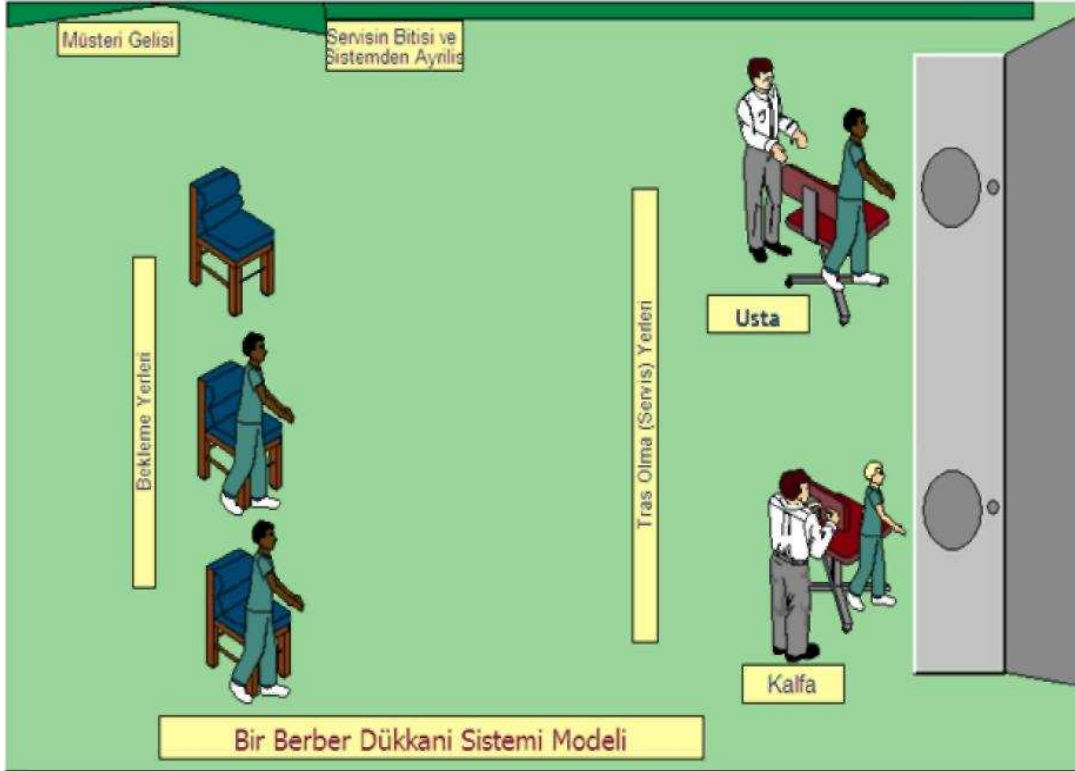 Müsteri Gelisi
Servisin Bitisi ve
Sistemden Ayrilis
Bekleme Yerleri
Tras Olma (Servis) Yerleri
Usta
Kalfa
Bir Berber Dükkani Sistemi Modeli